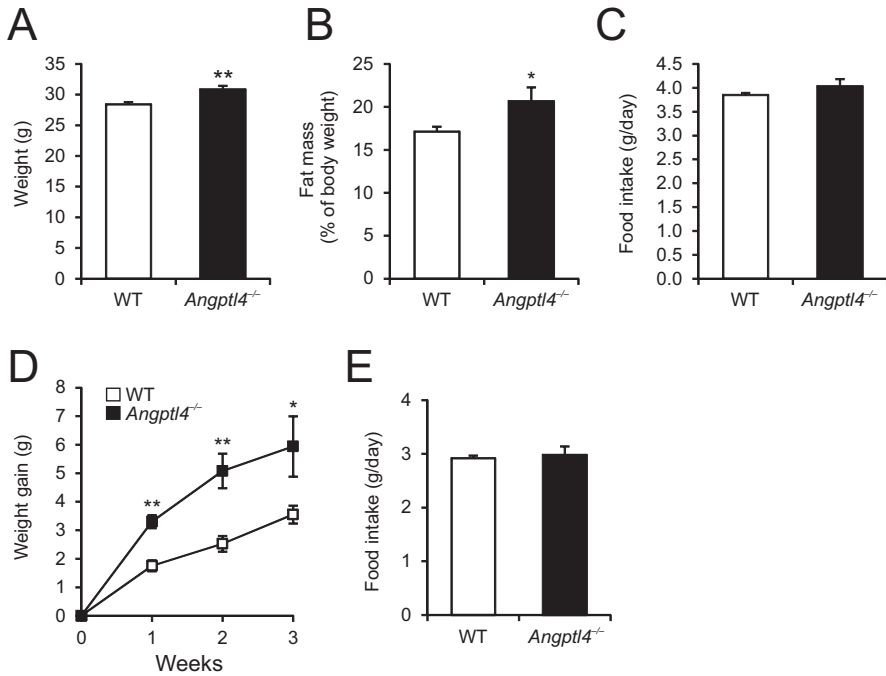 A
Weight (g)
35
30
25
20
15
10
5
0
**
WT
Angptl4–/–
B
Fat mass
(% of body weight)
25
20
15
10
5
0
*
WT
Angptl4–/–
C
Food intake (g/day)
4.5
4.0
3.5
3.0
2.5
2.0
1.5
1.0
0.5
0.0
WT
Angptl4–/–
D
Weight gain (g)
8
7
6
5
4
3
2
1
0
WT
Angptl4–/–
**
**
*
0 1 2 3
Weeks
E
Food intake (g/day)
4
3
2
1
0
WT
Angptl4–/–